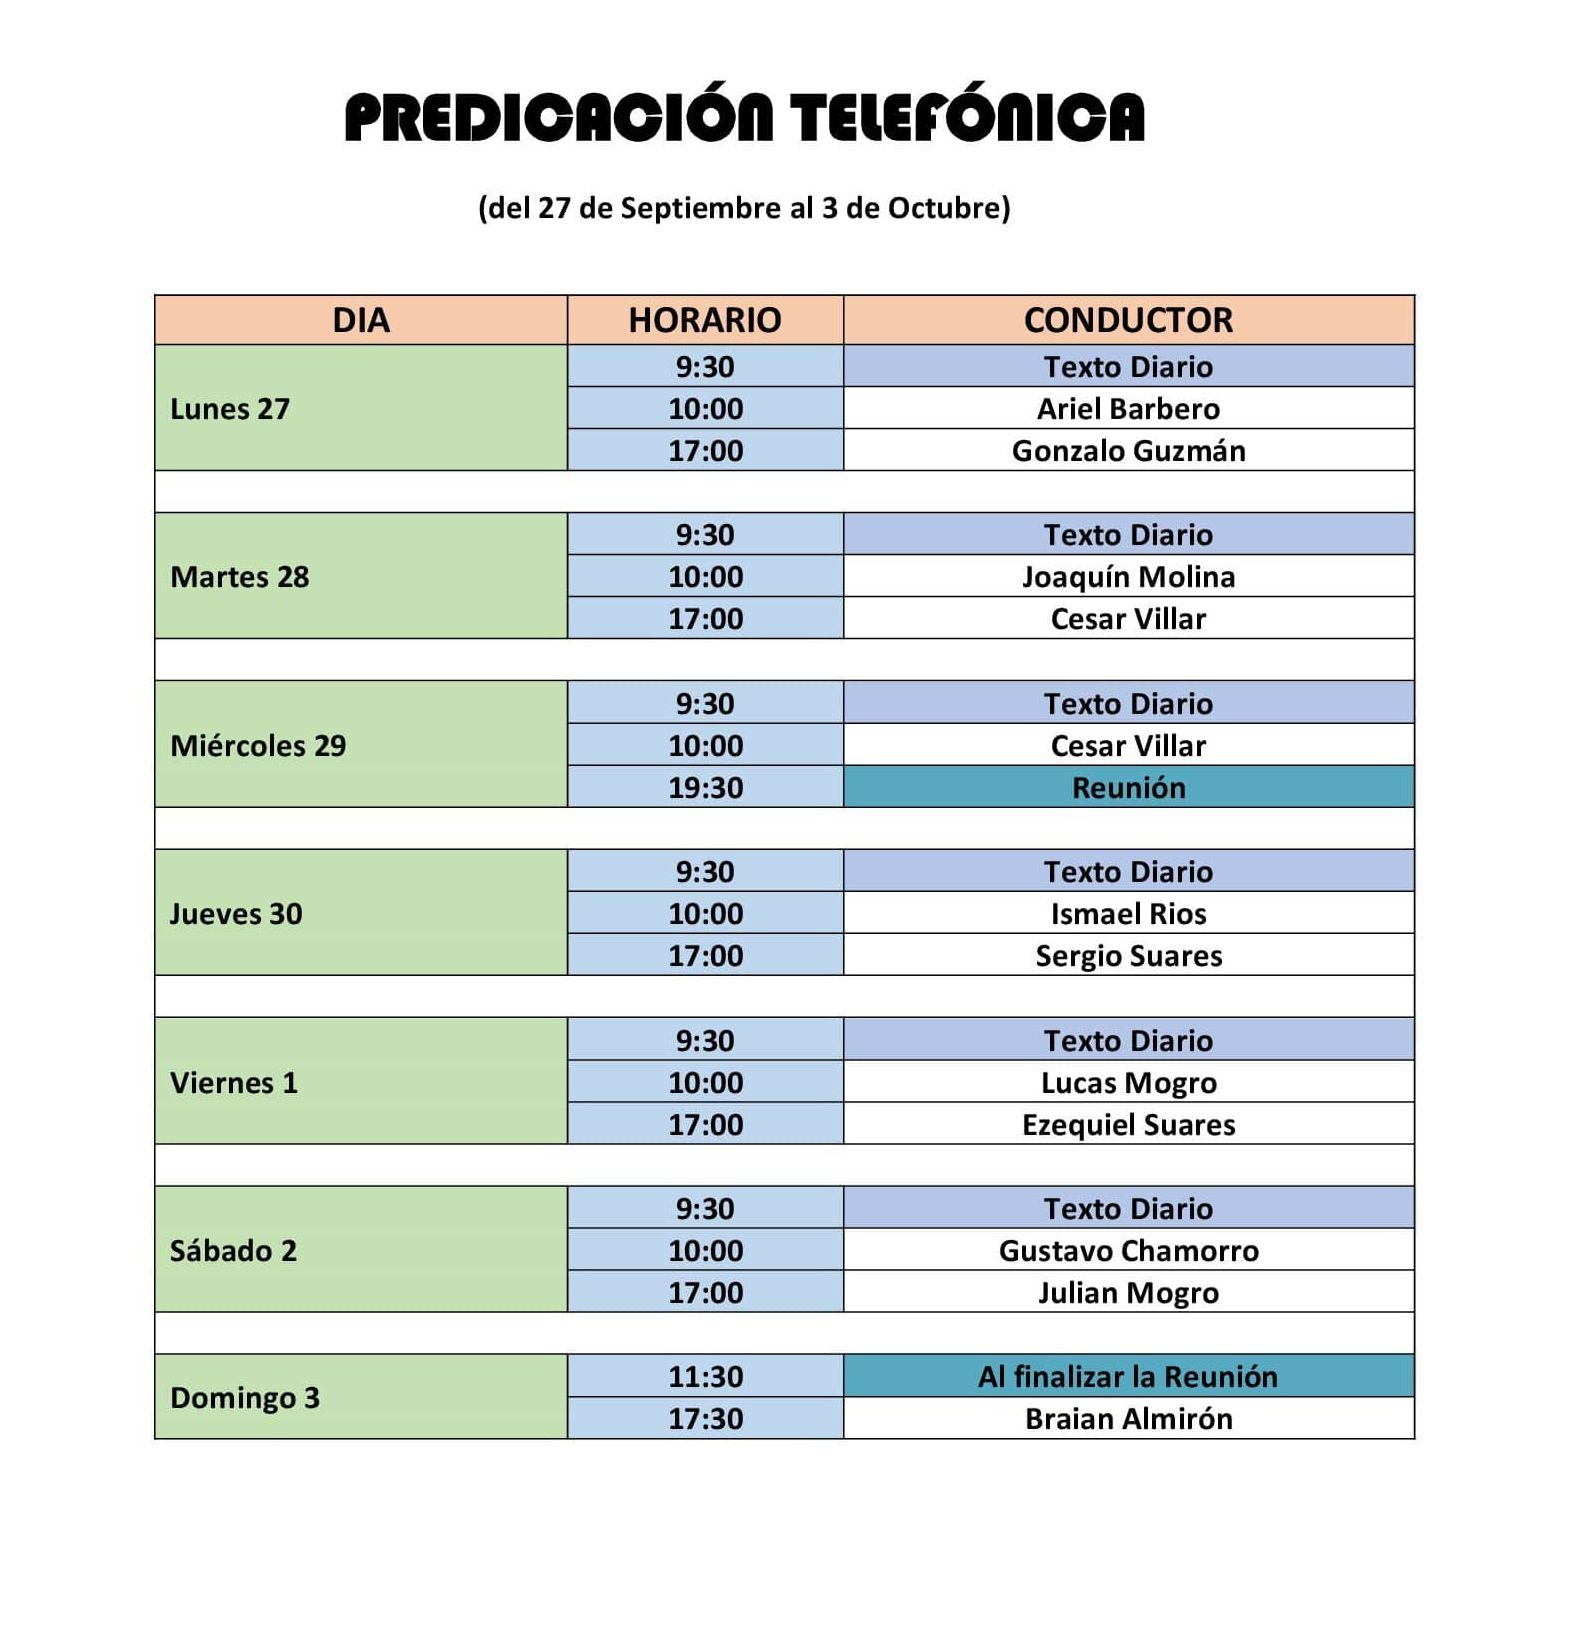 PREDICACIÓN TELEFÓNICA
(del 27 de Septiembre al 3 de Octubre)
DIA HORARIO CONDUCTOR
Lunes 27
9:30 Texto Diario
10:00 Ariel Barbero
17:00 Gonzalo Guzmán
Martes 28
9:30 Texto Diario
10:00 Joaquín Molina
17:00 Cesar Villar
Miércoles 29
9:30 Texto Diario
10:00 Cesar Villar
19:30 Reunión
Jueves 30
9:30 Texto Diario
10:00 Ismael Rios
17:00 Sergio Suares
Viernes 1
9:30 Texto Diario
10:00 Lucas Mogro
17:00 Ezequiel Suares
Sábado 2
9:30 Texto Diario
10:00 Gustavo Chamorro
17:00 Julian Mogro
Domingo 3
11:30 Al finalizar la Reunión
17:30 Braian Almirón